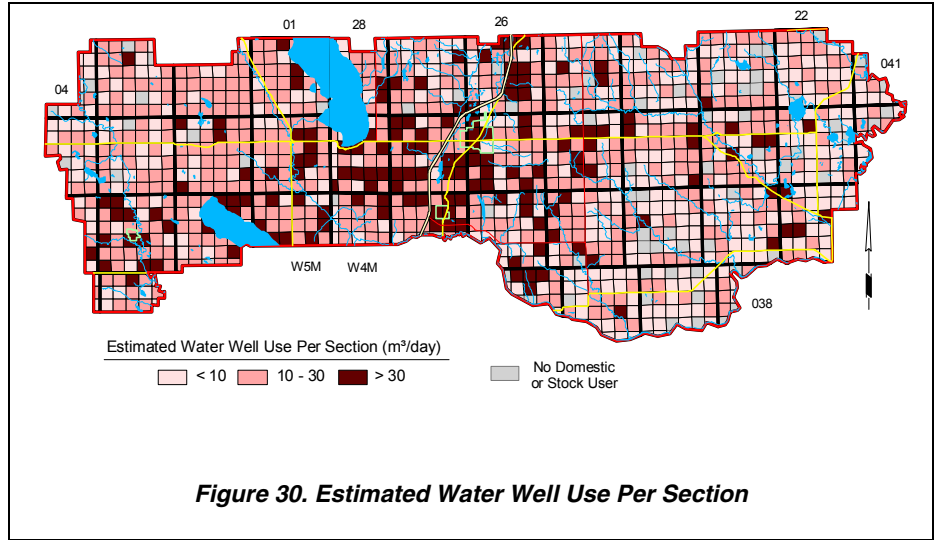 22
01
28
26
041
04
W5M
W4M
038
Estimated Water Well Use Per Section (m³/day)
< 10
10 - 30
> 30
No Domestic
or Stock User
Figure 30. Estimated Water Well Use Per Section